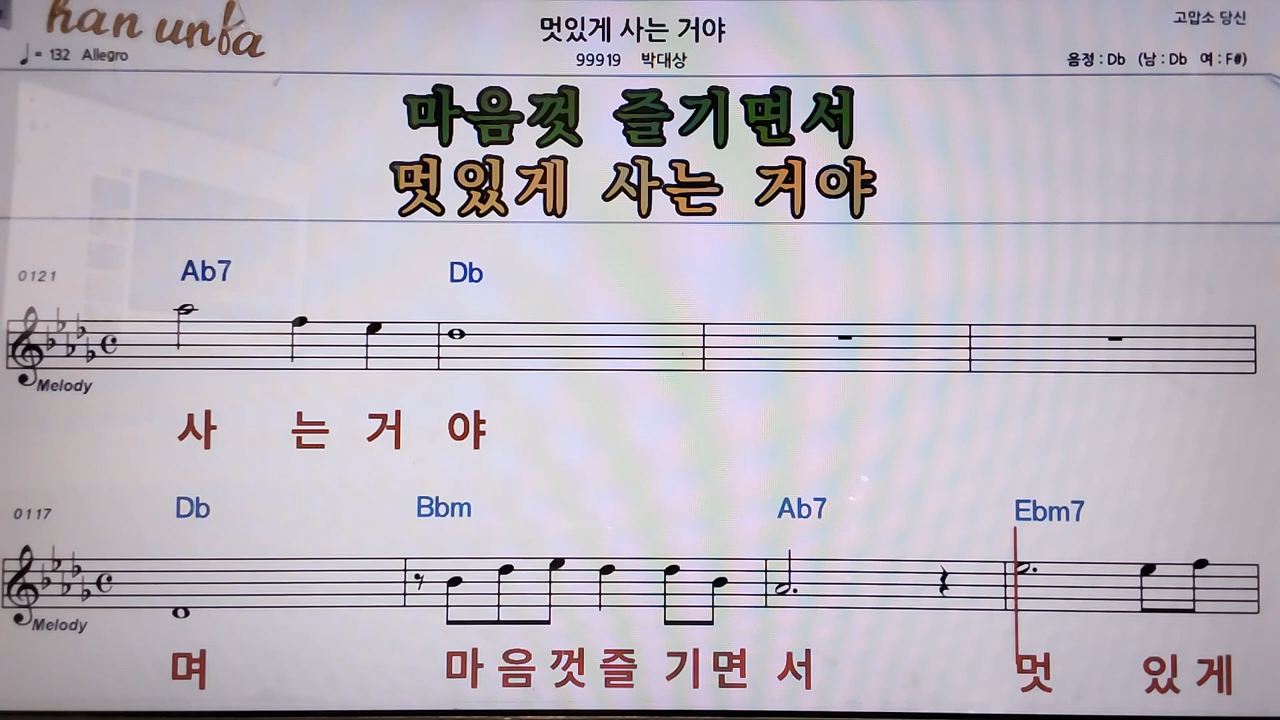 han unfa
멋있게 사는 거야
고맙소 당신
♩= 132 Allegro
99919 박대상
음정 : Db (남 : Db 여 : F#)
마음껏 즐기면서
멋있게 사는 거야
0121
Ab7 Db
Melody
사 는 거 야
0117
Db Bbm Ab7 Ebm7
Melody
며 마 음 껏 즐 기 면 서 멋 있 게